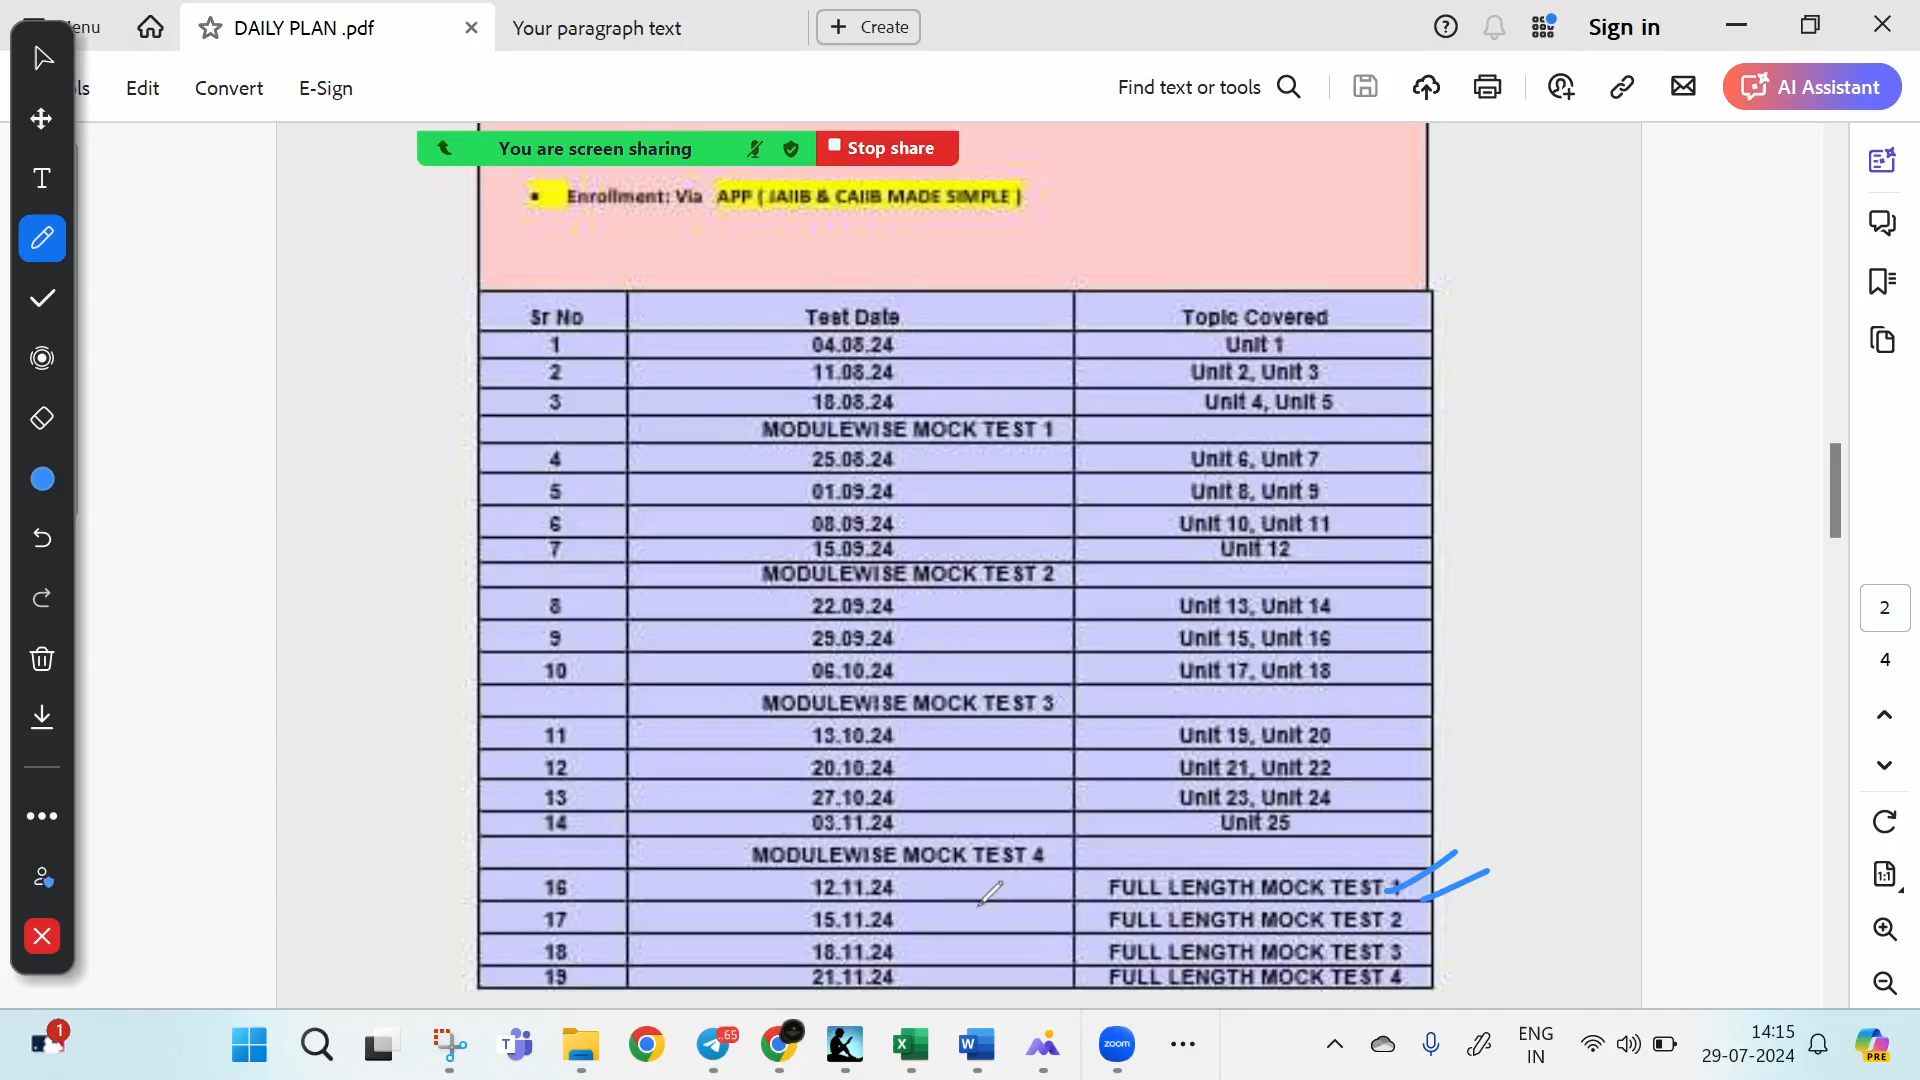 enu
DAILY PLAN .pdf
Your paragraph text
+ Create
Sign in
ls Edit Convert E-Sign
Find text or tools
AI Assistant
You are screen sharing
Stop share
• Enrollment: Via APP ( JAIIB & CAIIB MADE SIMPLE )
Sr No Test Date Topic Covered
1 04.08.24 Unit 1
2 11.08.24 Unit 2, Unit 3
3 18.08.24 Unit 4, Unit 5
MODULEWISE MOCK TEST 1
4 25.08.24 Unit 6, Unit 7
5 01.09.24 Unit 8, Unit 9
6 08.09.24 Unit 10, Unit 11
7 15.09.24 Unit 12
MODULEWISE MOCK TEST 2
8 22.09.24 Unit 13, Unit 14
9 29.09.24 Unit 15, Unit 16
10 06.10.24 Unit 17, Unit 18
MODULEWISE MOCK TEST 3
11 13.10.24 Unit 19, Unit 20
12 20.10.24 Unit 21, Unit 22
13 27.10.24 Unit 23, Unit 24
14 03.11.24 Unit 25
MODULEWISE MOCK TEST 4
16 12.11.24 FULL LENGTH MOCK TEST 1
17 15.11.24 FULL LENGTH MOCK TEST 2
18 18.11.24 FULL LENGTH MOCK TEST 3
19 21.11.24 FULL LENGTH MOCK TEST 4
2
4
1:1
1
65
zoom
ENG
IN
14:15
29-07-2024
PRE